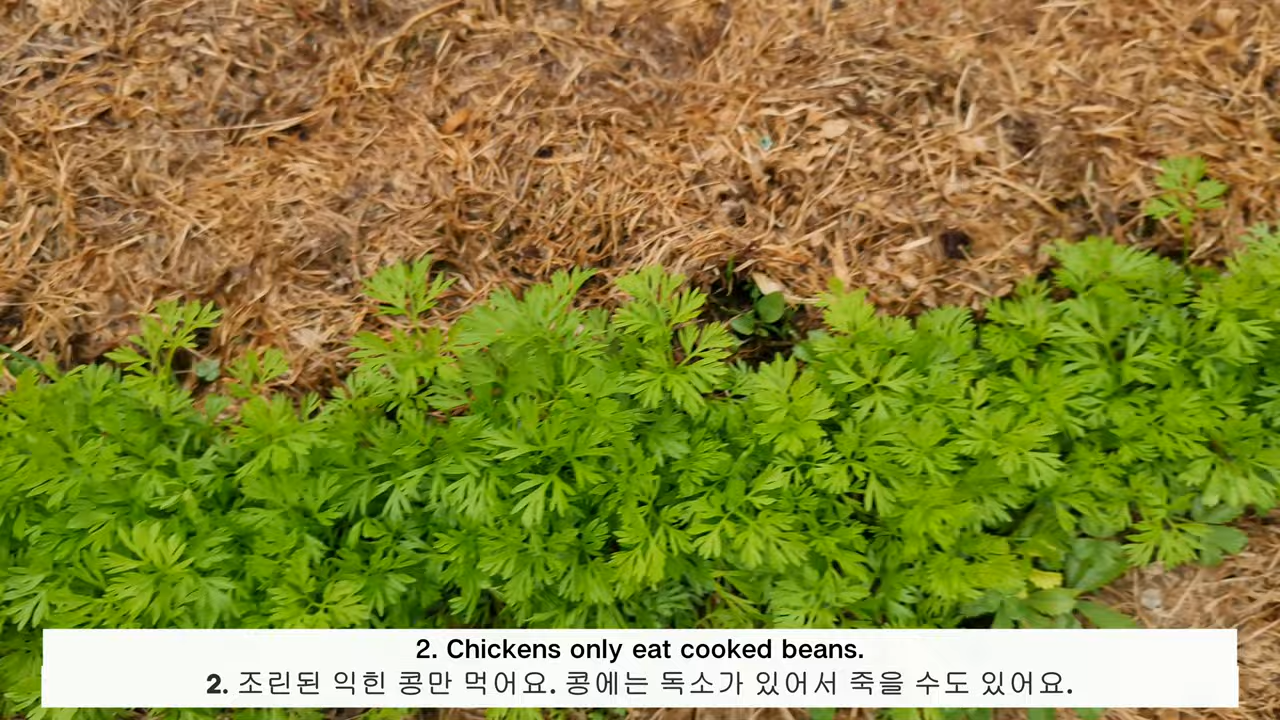 2. Chickens only eat cooked beans.
2. 조린된 익힌 콩만 먹어요. 콩에는 독소가 있어서 죽을 수도 있어요.